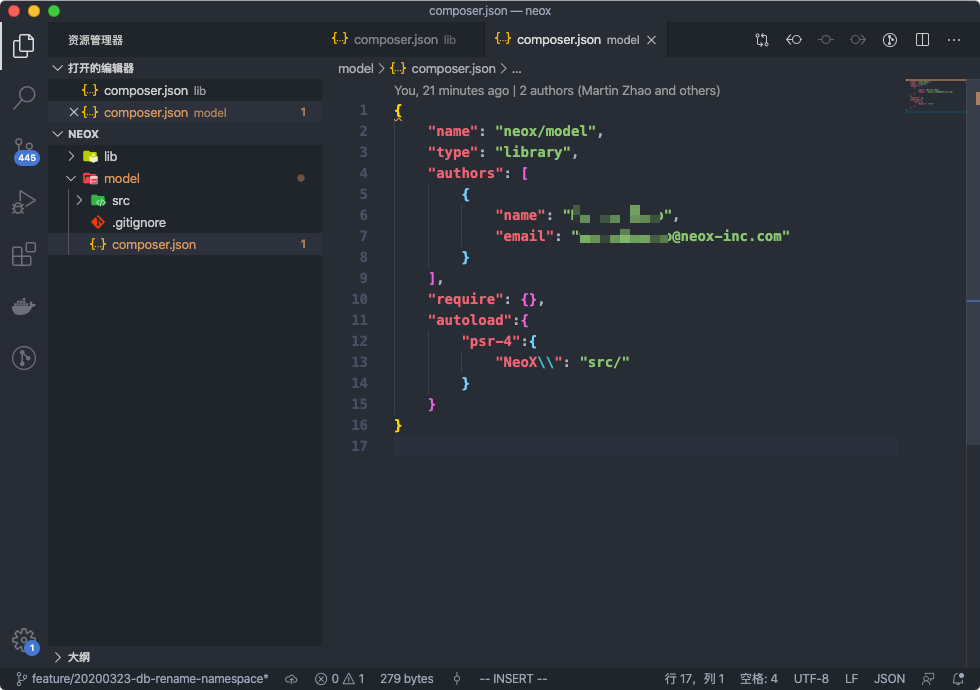 composer.json — neox
资源管理器
打开的编辑器
{..} composer.json lib
× {..} composer.json model 1
NEOX
lib
model
src
.gitignore
{..} composer.json 1
大纲
445
1
{..} composer.json lib
{..} composer.json model ×
model > {..} composer.json > ...
You, 21 minutes ago | 2 authors (Martin Zhao and others)
1 {
2 "name": "neox/model",
3 "type": "library",
4 "authors": [
5 {
6 "name": "",
7 "email": "@neox-inc.com"
8 }
9 ],
10 "require": {},
11 "autoload":{
12 "psr-4":{
13 "NeoX\\": "src/"
14 }
15 }
16 }
17
feature/20200323-db-rename-namespace* 0 1 279 bytes -- INSERT -- 行 17，列 1 空格: 4 UTF-8 LF JSON